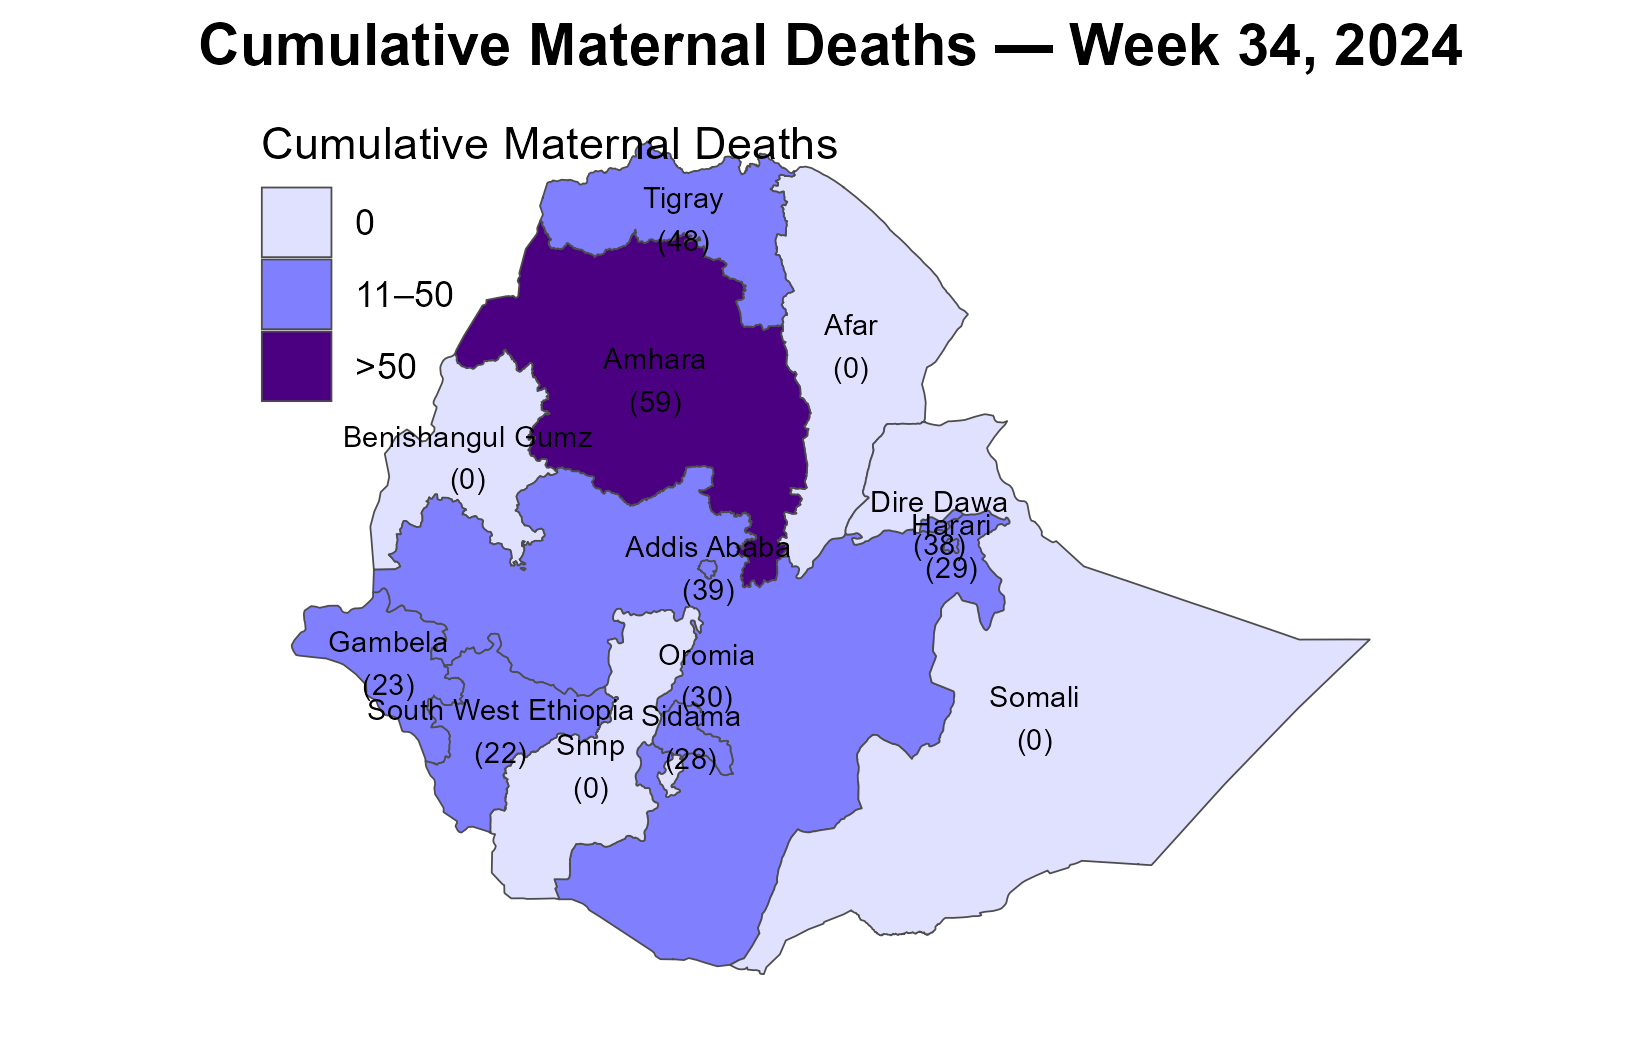 Cumulative Maternal Deaths — Week 34, 2024
Cumulative Maternal Deaths
0
11–50
>50
Tigray
(48)
Afar
(0)
Amhara
(59)
Benishangul Gumz
(0)
Dire Dawa
(38)
Harari
(29)
Addis Ababa
(39)
Gambela
(23)
Oromia
(30)
Somali
(0)
South West Ethiopia
(22)
Sidama
(28)
Snnp
(0)